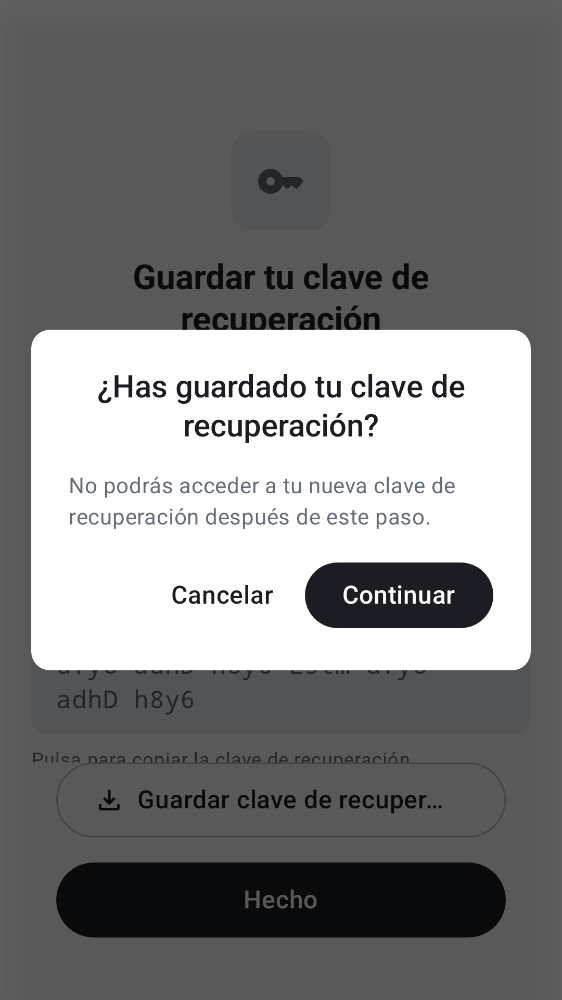 Guardar tu clave de
recuperación
¿Has guardado tu clave de
recuperación?
No podrás acceder a tu nueva clave de
recuperación después de este paso.
Cancelar
Continuar
adhD h8y6
Pulsa para copiar la clave de recuperación
Guardar clave de recuper…
Hecho